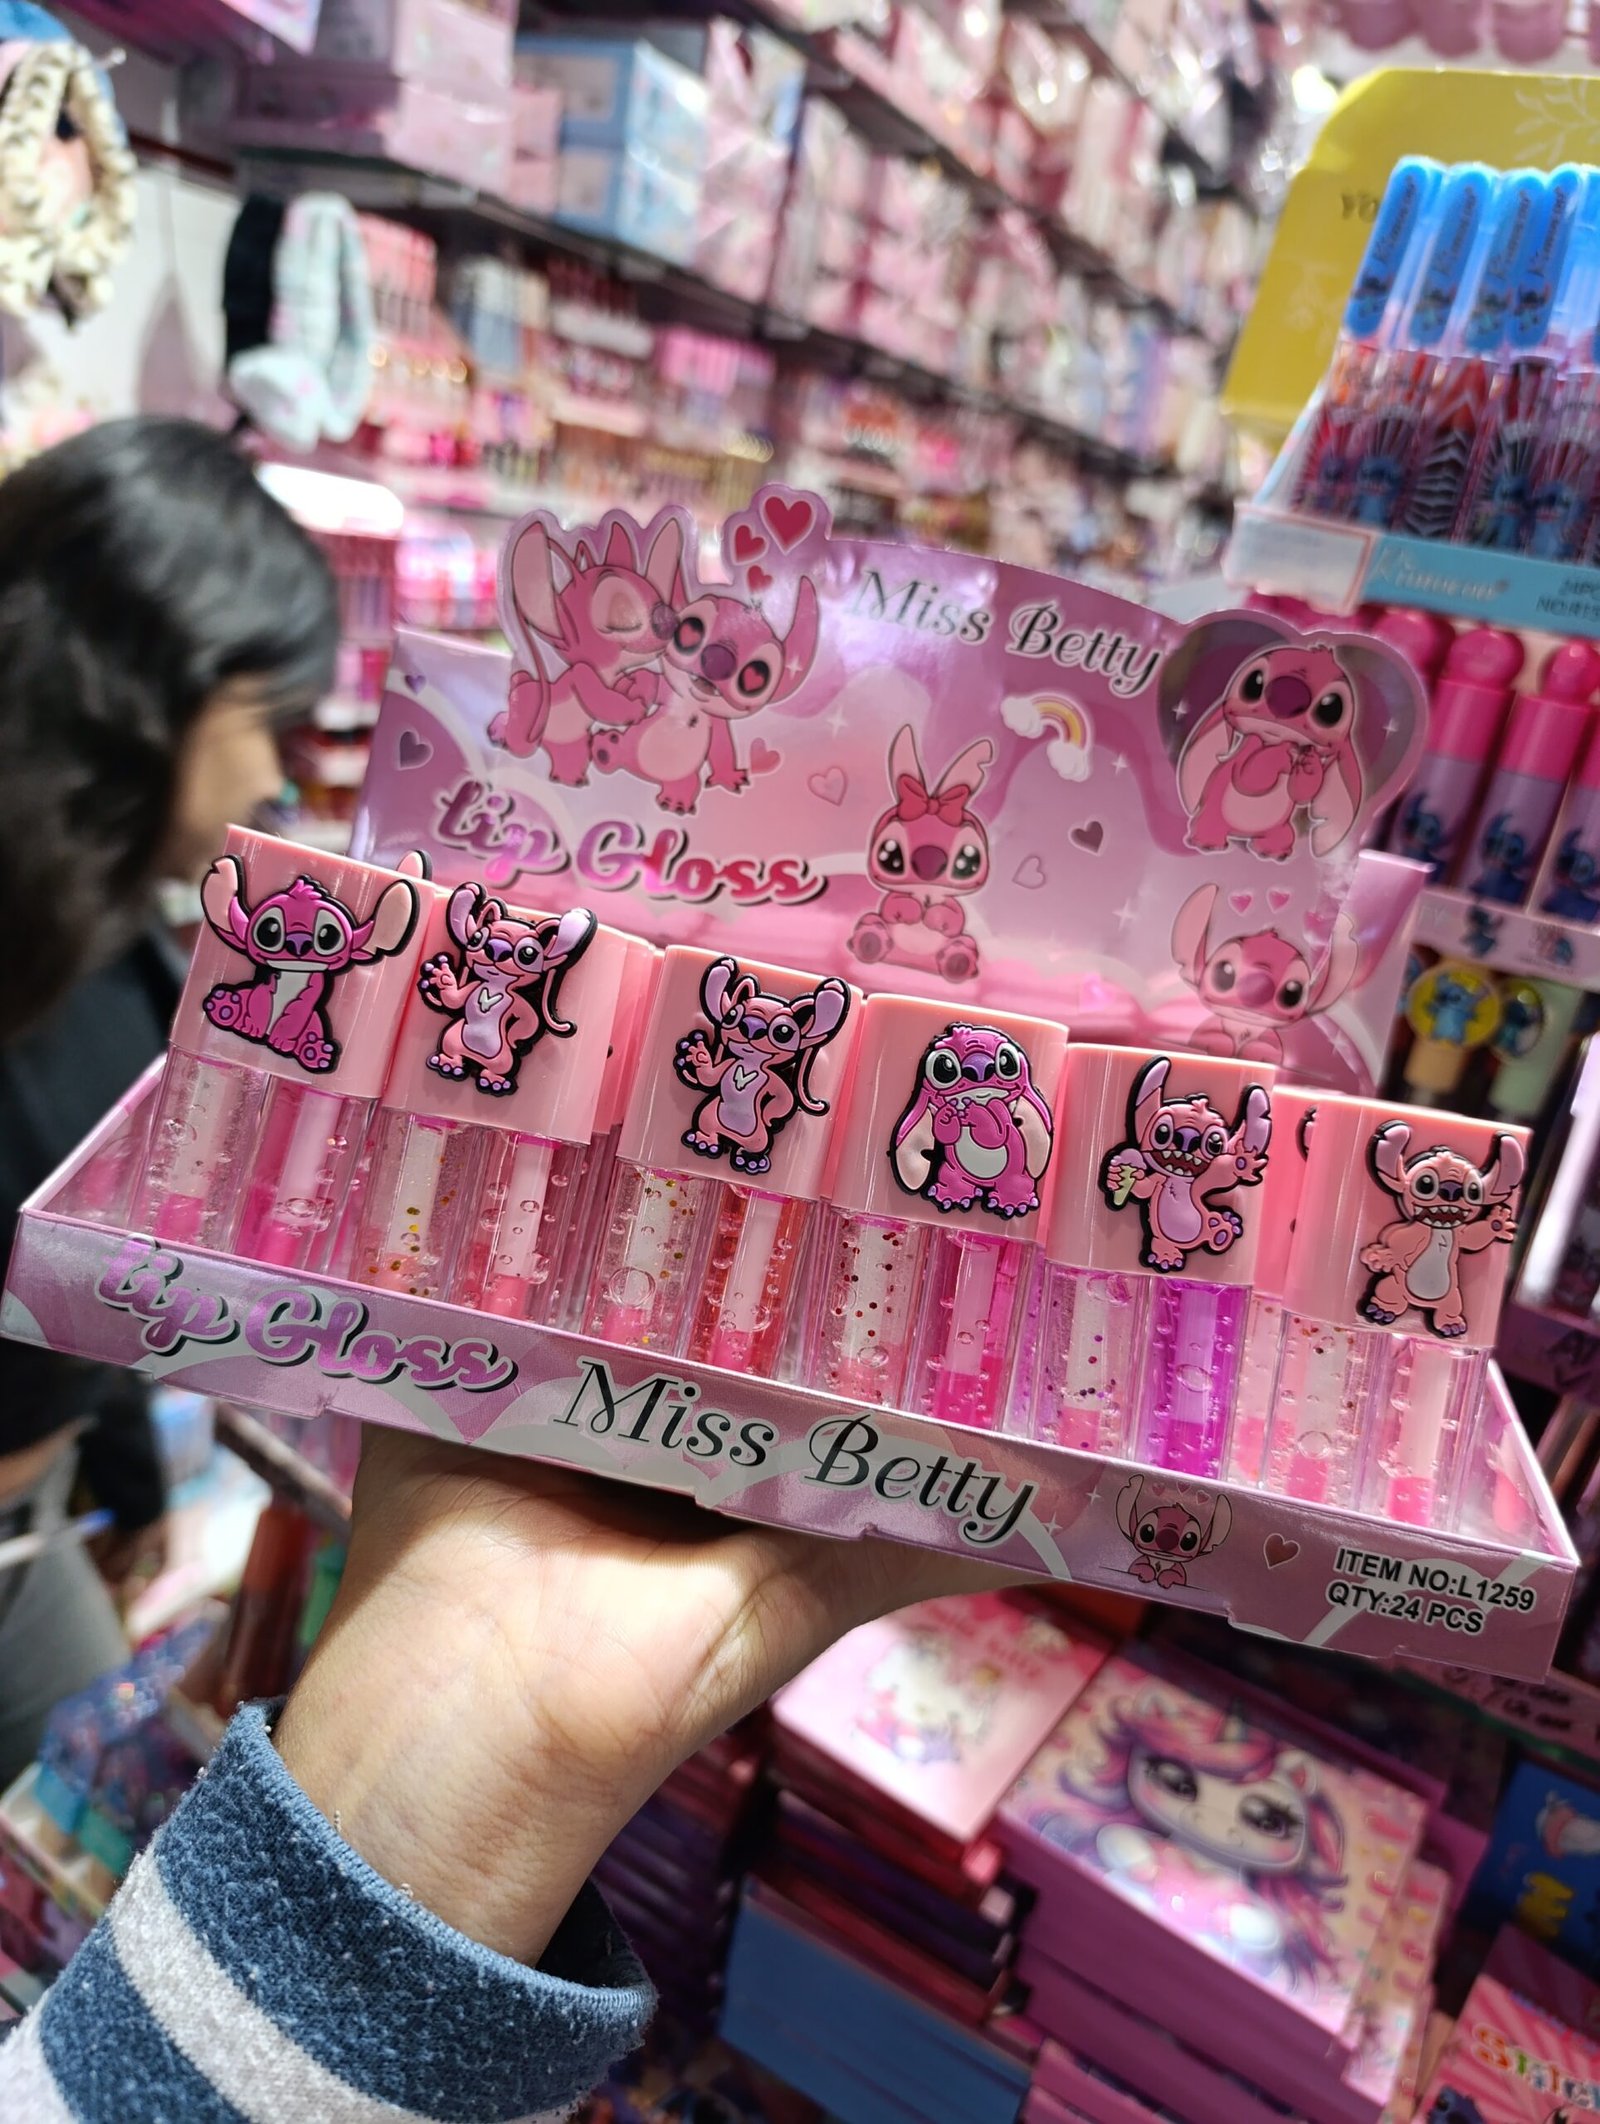 Miss Betty
Lip Gloss
Lip Gloss Miss Betty
ITEM NO:L1259
QTY:24 PCS